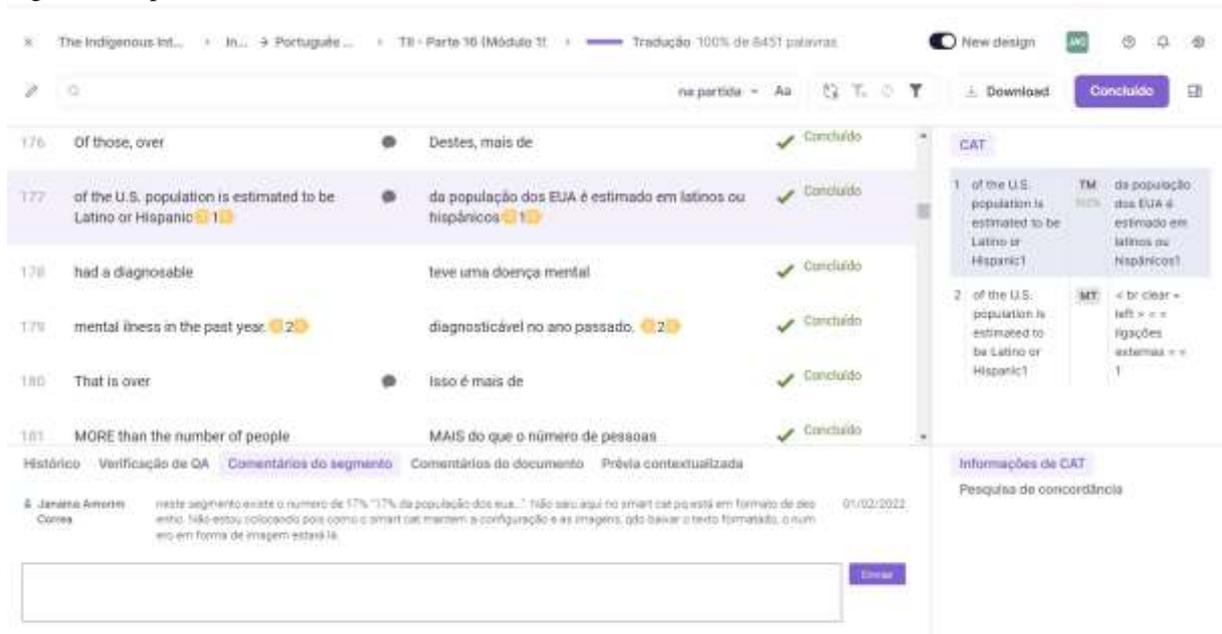 The Indigenous Int... › In... → Português ... › TII - Parte 16 (Módulo 1) › Tradução 100% de 8451 palavras New design
na partida Aa Download Concluído
176 Of those, over Destes, mais de Concluído
CAT
177 of the U.S. population is estimated to be da população dos EUA é estimado em latinos ou Concluído
Latino or Hispanic 1 hispânicos 1
178 had a diagnosable teve uma doença mental Concluído
179 mental ilness in the past year. 2 diagnosticável no ano passado. 2 Concluído
180 That is over Isso é mais de Concluído
181 MORE than the number of people MAIS do que o número de pessoas Concluído
1 of the U.S. TM da população
population is dos EUA é
estimated to be estimado em
Latino or latinos ou
Hispanic1 hispânicos1
2 of the U.S. MT < br clear =
population is left > = =
estimated to ligações
be Latino or externas = =
Hispanic1 1
Histórico Verificação de QA Comentários do segmento Comentários do documento Prévia contextualizada
Informações de CAT
Pesquisa de concordância
Janaina Amorim neste segmento existe o numero de 17% "17% da população dos eua..." Não saiu aqui no smart cat pq está em formato de des 01/02/2022
Correa enho. Não estou colocando pois como o smart cat mantem a configuração e as imagens, qdo baixar o texto formatado, o num
ero em forma de imagem estará lá.
Enviar